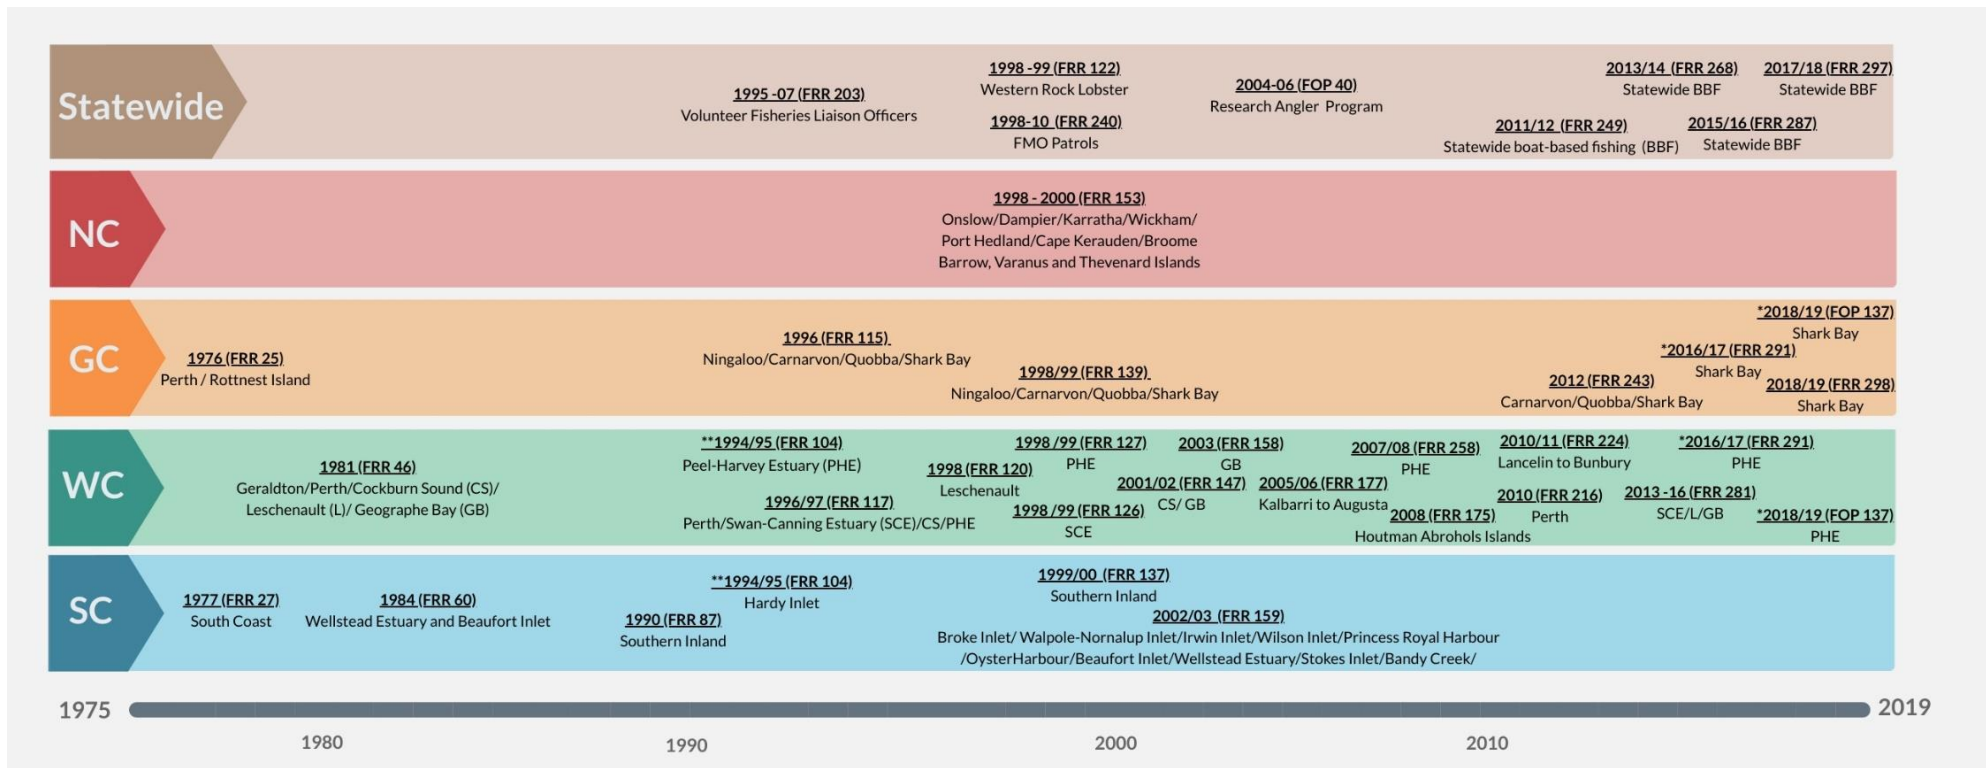 Statewide
1995 -07 (FRR 203)
Volunteer Fisheries Liaison Officers
1998 -99 (FRR 122)
Western Rock Lobster
1998-10 (FRR 240)
FMO Patrols
2004-06 (FOP 40)
Research Angler Program
2013/14 (FRR 268)
Statewide BBF
2017/18 (FRR 297)
Statewide BBF
2011/12 (FRR 249)
Statewide boat-based fishing (BBF)
2015/16 (FRR 287)
Statewide BBF
NC
1998 - 2000 (FRR 153)
Onslow/Dampier/Karratha/Wickham/
Port Hedland/Cape Kerauden/Broome
Barrow, Varanus and Thevenard Islands
GC
1976 (FRR 25)
Perth / Rottnest Island
1996 (FRR 115)
Ningaloo/Carnarvon/Quobba/Shark Bay
1998/99 (FRR 139)
Ningaloo/Carnarvon/Quobba/Shark Bay
2012 (FRR 243)
Carnarvon/Quobba/Shark Bay
*2016/17 (FRR 291)
Shark Bay
*2018/19 (FOP 137)
Shark Bay
2018/19 (FRR 298)
Shark Bay
WC
1981 (FRR 46)
Geraldton/Perth/Cockburn Sound (CS)/
Leschenault (L)/ Geographe Bay (GB)
**1994/95 (FRR 104)
Peel-Harvey Estuary (PHE)
1996/97 (FRR 117)
Perth/Swan-Canning Estuary (SCE)/CS/PHE
1998 (FRR 120)
Leschenault
1998 /99 (FRR 127)
PHE
1998 /99 (FRR 126)
SCE
2003 (FRR 158)
GB
2001/02 (FRR 147)
CS/ GB
2005/06 (FRR 177)
Kalbarri to Augusta
2007/08 (FRR 258)
PHE
2008 (FRR 175)
Houtman Abrohols Islands
2010/11 (FRR 224)
Lancelin to Bunbury
2010 (FRR 216)
Perth
2013 -16 (FRR 281)
SCE/L/GB
*2016/17 (FRR 291)
PHE
*2018/19 (FOP 137)
PHE
SC
1977 (FRR 27)
South Coast
1984 (FRR 60)
Wellstead Estuary and Beaufort Inlet
1990 (FRR 87)
Southern Inland
**1994/95 (FRR 104)
Hardy Inlet
1999/00 (FRR 137)
Southern Inland
2002/03 (FRR 159)
Broke Inlet/ Walpole-Nornalup Inlet/Irwin Inlet/Wilson Inlet/Princess Royal Harbour
/OysterHarbour/Beaufort Inlet/Wellstead Estuary/Stokes Inlet/Bandy Creek/
1975
2019
1980
1990
2000
2010